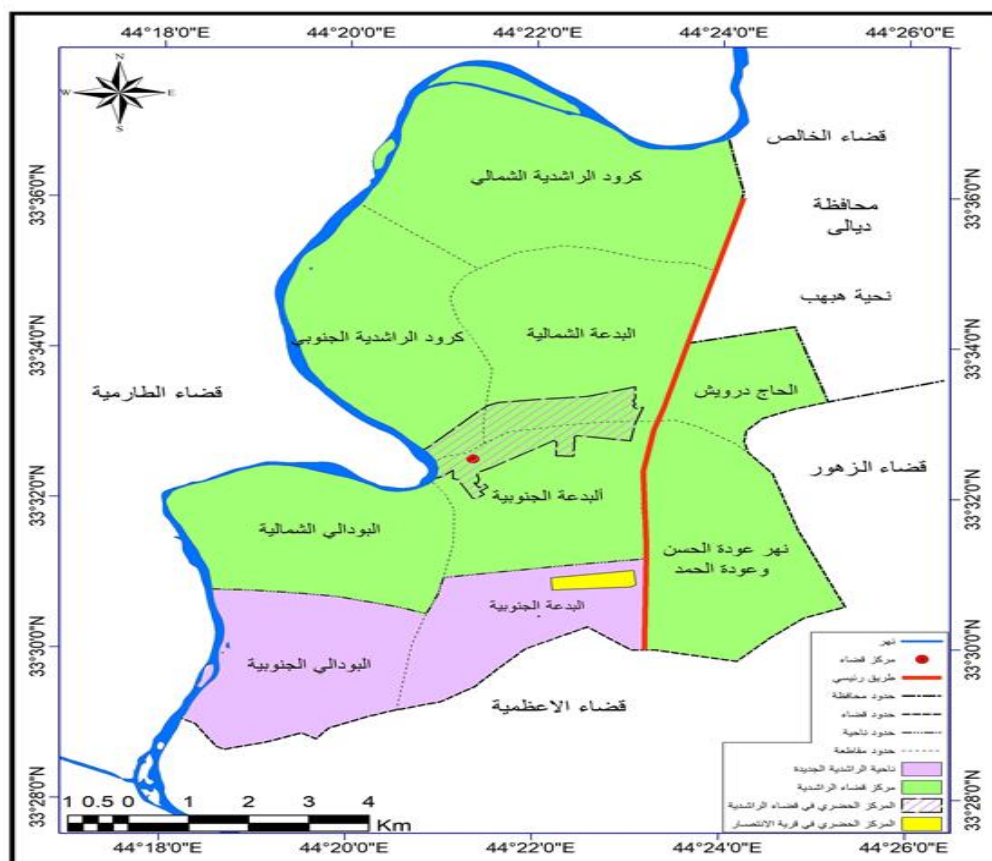 44°18'0"E
44°20'0"E
44°22'0"E
44°24'0"E
44°26'0"E
N
W
E
S
قضاء الخالص
كرود الراشدية الشمالي
33°36'0"N
33°36'0"N
محافظة
ديالى
نحية هبهب
البدعة الشمالية
كرود الراشدية الجنوبي
33°34'0"N
33°34'0"N
الحاج درويش
قضاء الطارمية
قضاء الزهور
ألبدعة الجنوبية
33°32'0"N
33°32'0"N
البودالي الشمالية
نهر عودة الحسن
وعودة الحمد
البدعة الجنوبية
33°30'0"N
33°30'0"N
البودالي الجنوبية
قضاء الاعظمية
نهر
مركز قضاء
طريق رئيسي
حدود محافظة
حدود قضاء
حدود ناحية
حدود مقاطعة
ناحية الراشدية الجديدة
مركز قضاء الراشدية
المركز الحضري في قضاء الراشدية
المركز الحضري في قرية الانتصار
33°28'0"N
33°28'0"N
1 0.5 0 1 2 3 4
Km
44°18'0"E
44°20'0"E
44°22'0"E
44°24'0"E
44°26'0"E